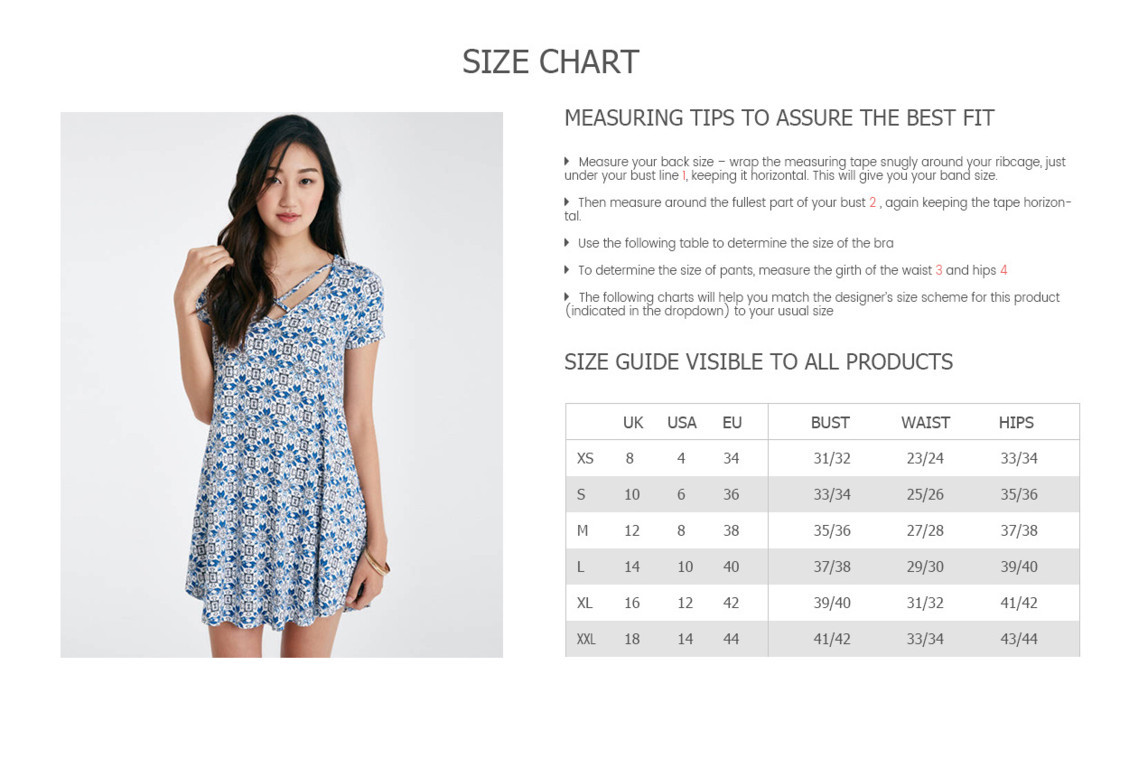 SIZE CHART
MEASURING TIPS TO ASSURE THE BEST FIT
Measure your back size – wrap the measuring tape snugly around your ribcage, just
under your bust line 1, keeping it horizontal. This will give you your band size.
Then measure around the fullest part of your bust 2 , again keeping the tape horizon-
tal.
Use the following table to determine the size of the bra
To determine the size of pants, measure the girth of the waist 3 and hips 4
The following charts will help you match the designer's size scheme for this product
(indicated in the dropdown) to your usual size
SIZE GUIDE VISIBLE TO ALL PRODUCTS
UK USA EU BUST WAIST HIPS
XS 8 4 34 31/32 23/24 33/34
S 10 6 36 33/34 25/26 35/36
M 12 8 38 35/36 27/28 37/38
L 14 10 40 37/38 29/30 39/40
XL 16 12 42 39/40 31/32 41/42
XXL 18 14 44 41/42 33/34 43/44